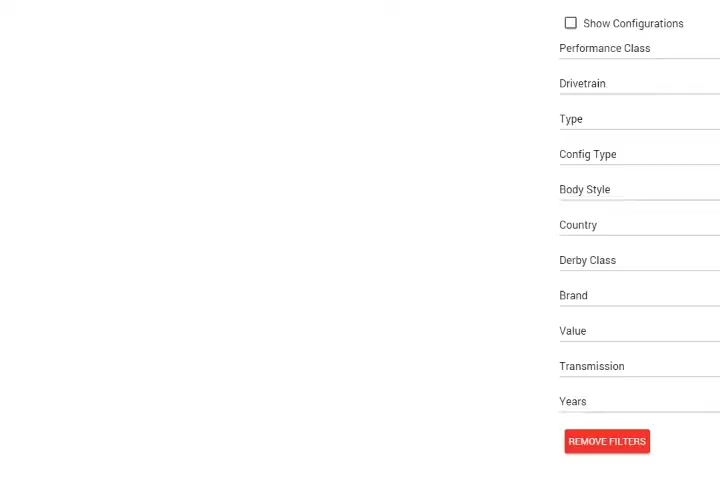 Show Configurations
Performance Class
Drivetrain
Type
Config Type
Body Style
Country
Derby Class
Brand
Value
Transmission
Years
REMOVE FILTERS